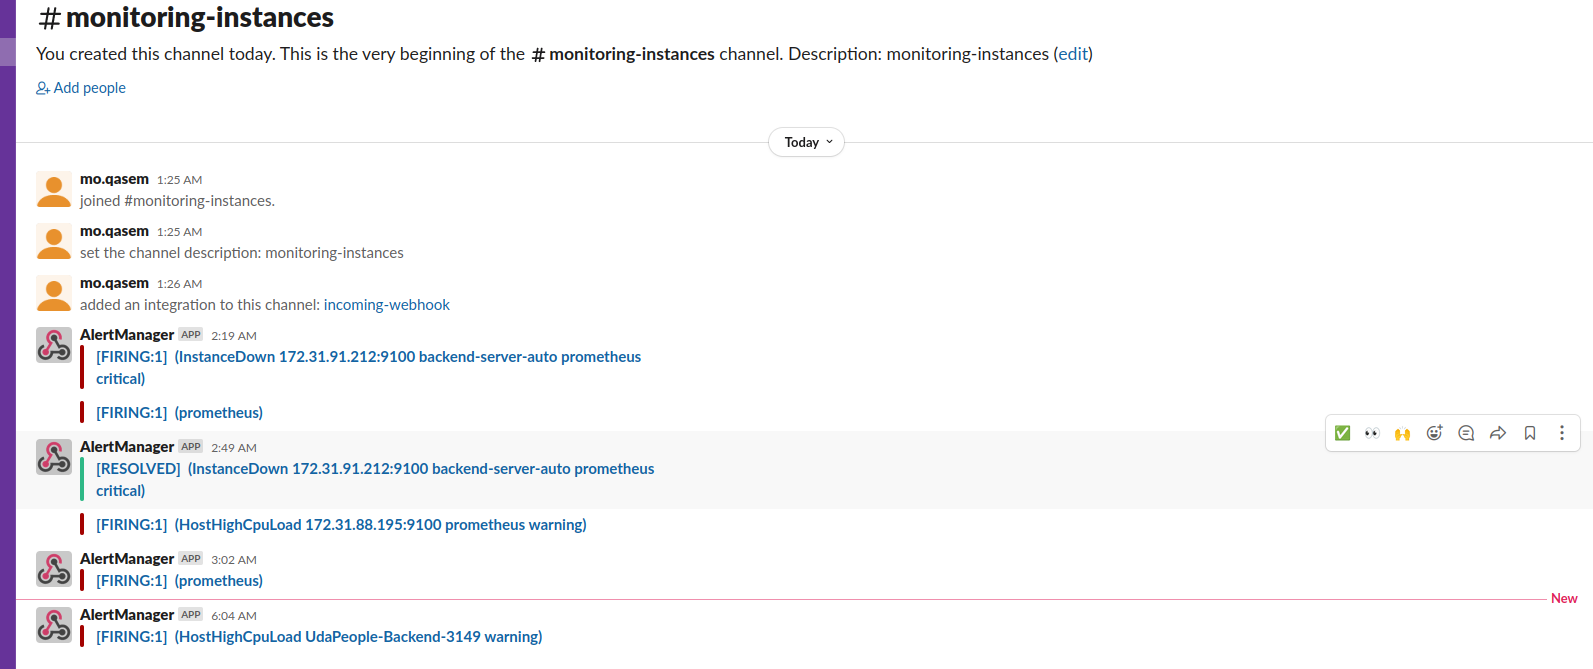 # monitoring-instances
You created this channel today. This is the very beginning of the # monitoring-instances channel. Description: monitoring-instances (edit)
Add people
Today
mo.qasem 1:25 AM
joined #monitoring-instances.
mo.qasem 1:25 AM
set the channel description: monitoring-instances
mo.qasem 1:26 AM
added an integration to this channel: incoming-webhook
AlertManager APP 2:19 AM
[FIRING:1] (InstanceDown 172.31.91.212:9100 backend-server-auto prometheus
critical)
[FIRING:1] (prometheus)
AlertManager APP 2:49 AM
[RESOLVED] (InstanceDown 172.31.91.212:9100 backend-server-auto prometheus
critical)
[FIRING:1] (HostHighCpuLoad 172.31.88.195:9100 prometheus warning)
AlertManager APP 3:02 AM
[FIRING:1] (prometheus)
New
AlertManager APP 6:04 AM
[FIRING:1] (HostHighCpuLoad UdaPeople-Backend-3149 warning)